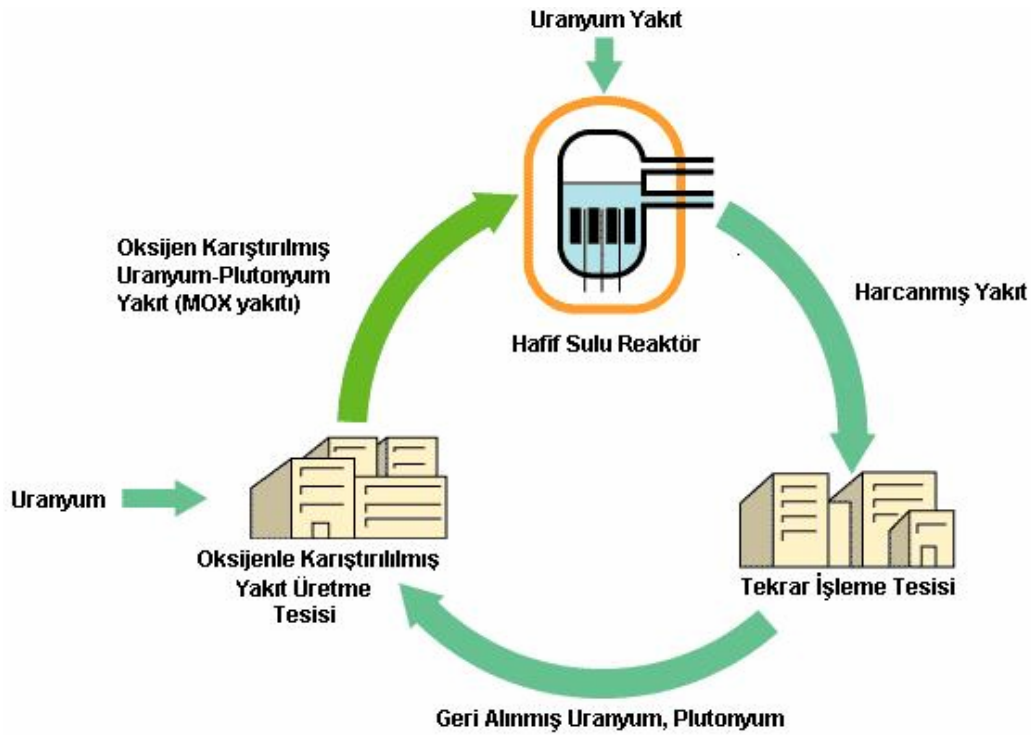 Uranyum Yakıt
Oksijen Karıştırılmış
Uranyum-Plutonyum
Yakıt (MOX yakıtı)
Harcanmış Yakıt
Hafif Sulu Reaktör
Uranyum
Oksijenle Karıştırılılmış
Yakıt Üretme
Tesisi
Tekrar İşleme Tesisi
Geri Alınmış Uranyum, Plutonyum